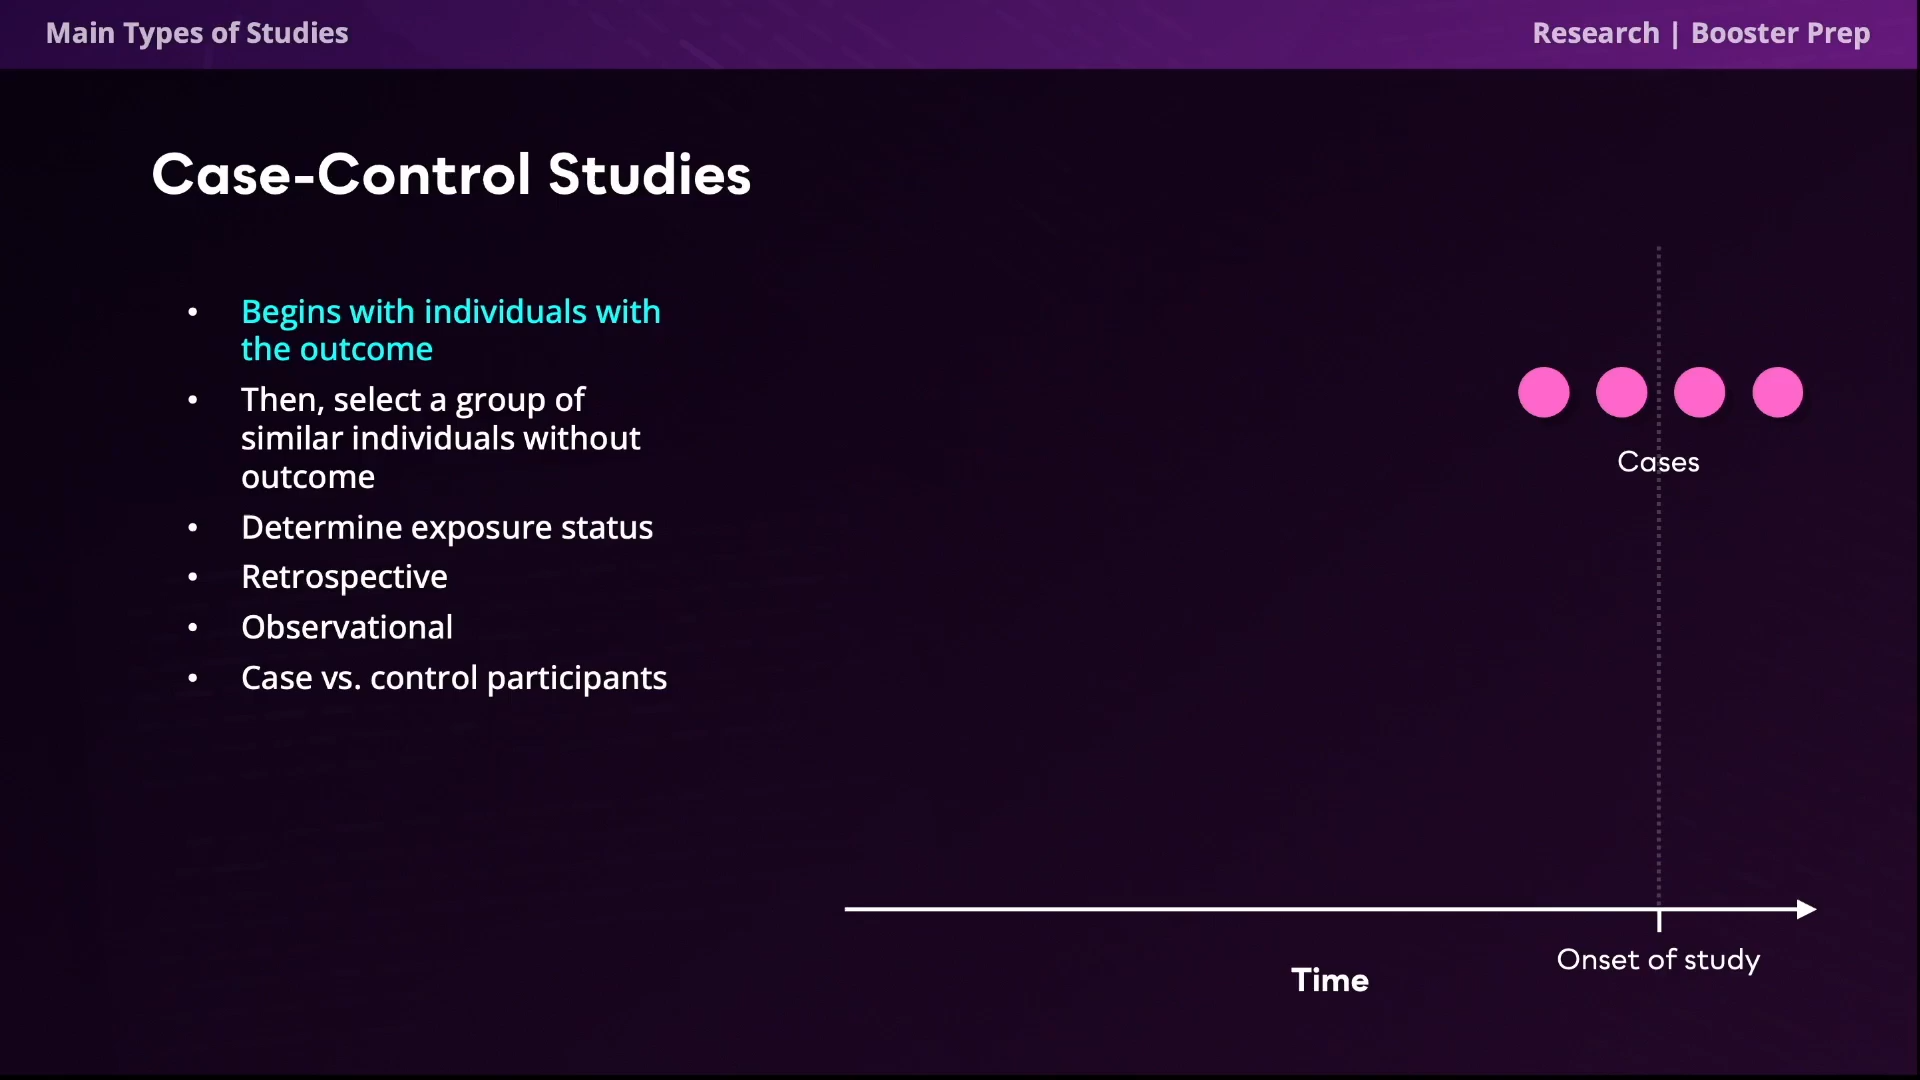 Main Types of Studies
Research | Booster Prep
Case-Control Studies
• Begins with individuals with
the outcome
• Then, select a group of
similar individuals without
outcome
• Determine exposure status
• Retrospective
• Observational
• Case vs. control participants
Cases
Onset of study
Time